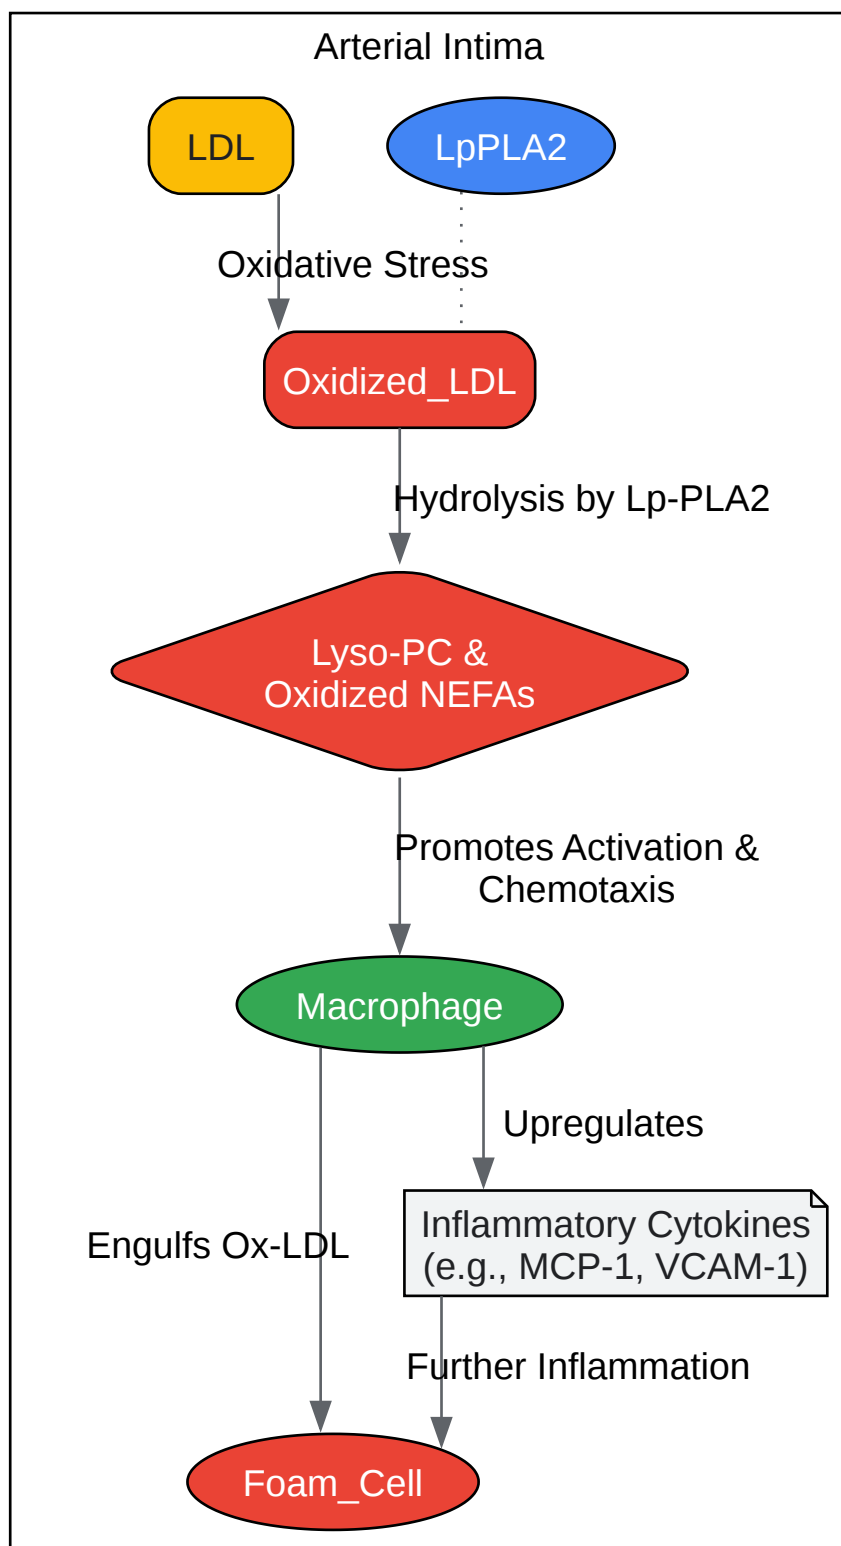 Arterial Intima
LDL
LpPLA2
Oxidative Stress
Oxidized_LDL
Hydrolysis by Lp-PLA2
Lyso-PC &
Oxidized NEFAs
Promotes Activation &
Chemotaxis
Macrophage
Upregulates
Inflammatory Cytokines
(e.g., MCP-1, VCAM-1)
Engulfs Ox-LDL
Further Inflammation
Foam_Cell